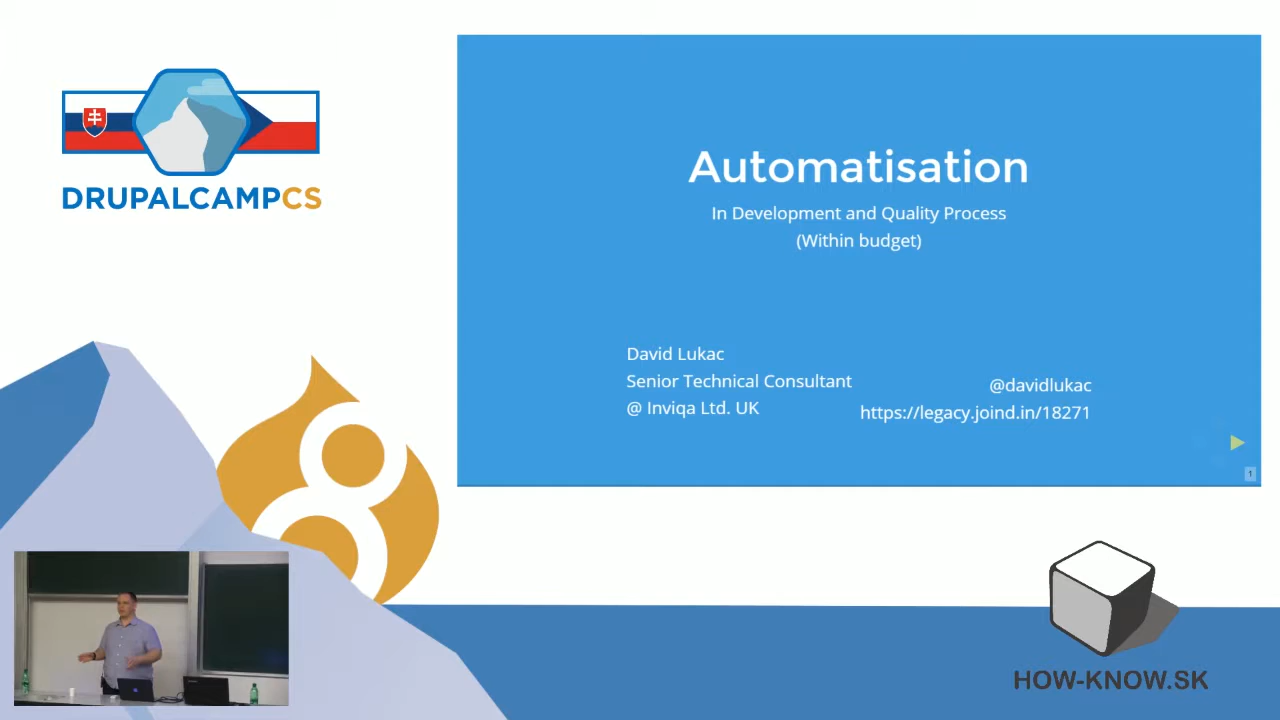 DRUPALCAMPCS
Automatisation
In Development and Quality Process
(Within budget)
David Lukac
Senior Technical Consultant
@ Inviqa Ltd. UK
@davidlukac
https://legacy.joind.in/18271
1
HOW-KNOW.SK